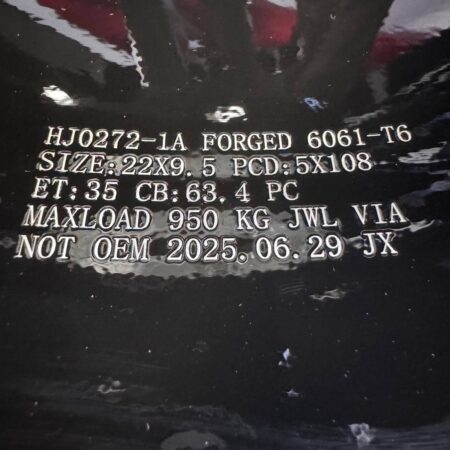 HJ0272-1A FORGED 6061-T6
SIZE:22X9.5 PCD:5X108
ET:35 CB:63.4 PC
MAXLOAD 950 KG JWL VIA
NOT OEM 2025.06.29 JX